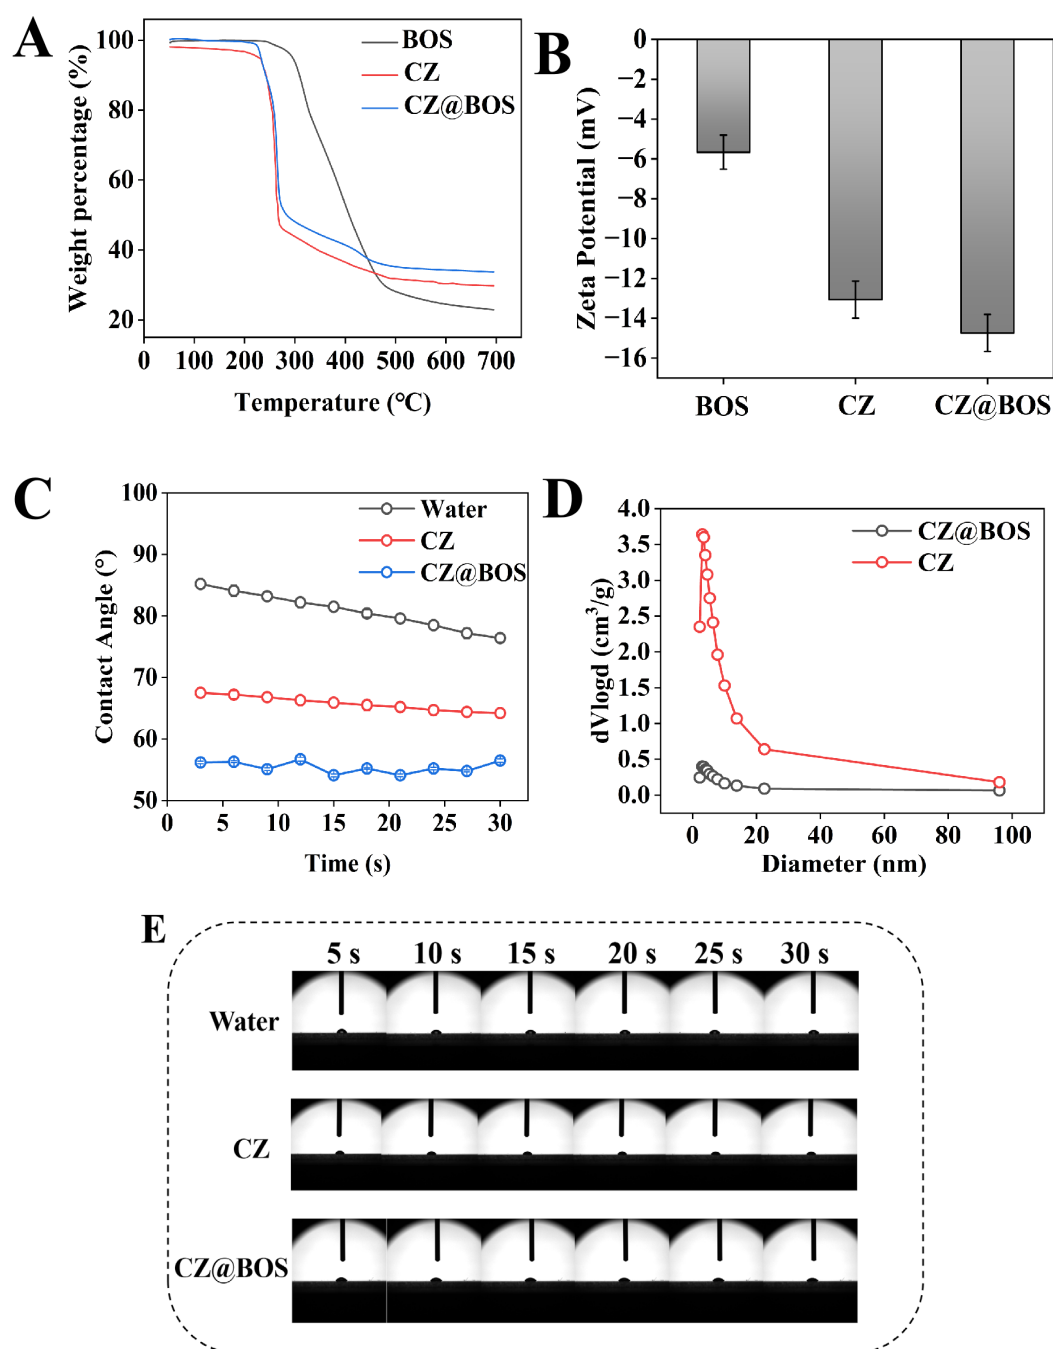 A
Weight percentage (%)
100
80
60
40
20
BOS
CZ
CZ@BOS
0 100 200 300 400 500 600 700
Temperature (℃)
B
Zeta Potential (mV)
0
−2
−4
−6
−8
−10
−12
−14
−16
BOS CZ CZ@BOS
C
Contact Angle (°)
100
90
80
70
60
50
Water
CZ
CZ@BOS
0 5 10 15 20 25 30
Time (s)
D
dVlogd (cm³/g)
4.0
3.5
3.0
2.5
2.0
1.5
1.0
0.5
0.0
CZ@BOS
CZ
0 20 40 60 80 100
Diameter (nm)
E
5 s 10 s 15 s 20 s 25 s 30 s
Water
CZ
CZ@BOS